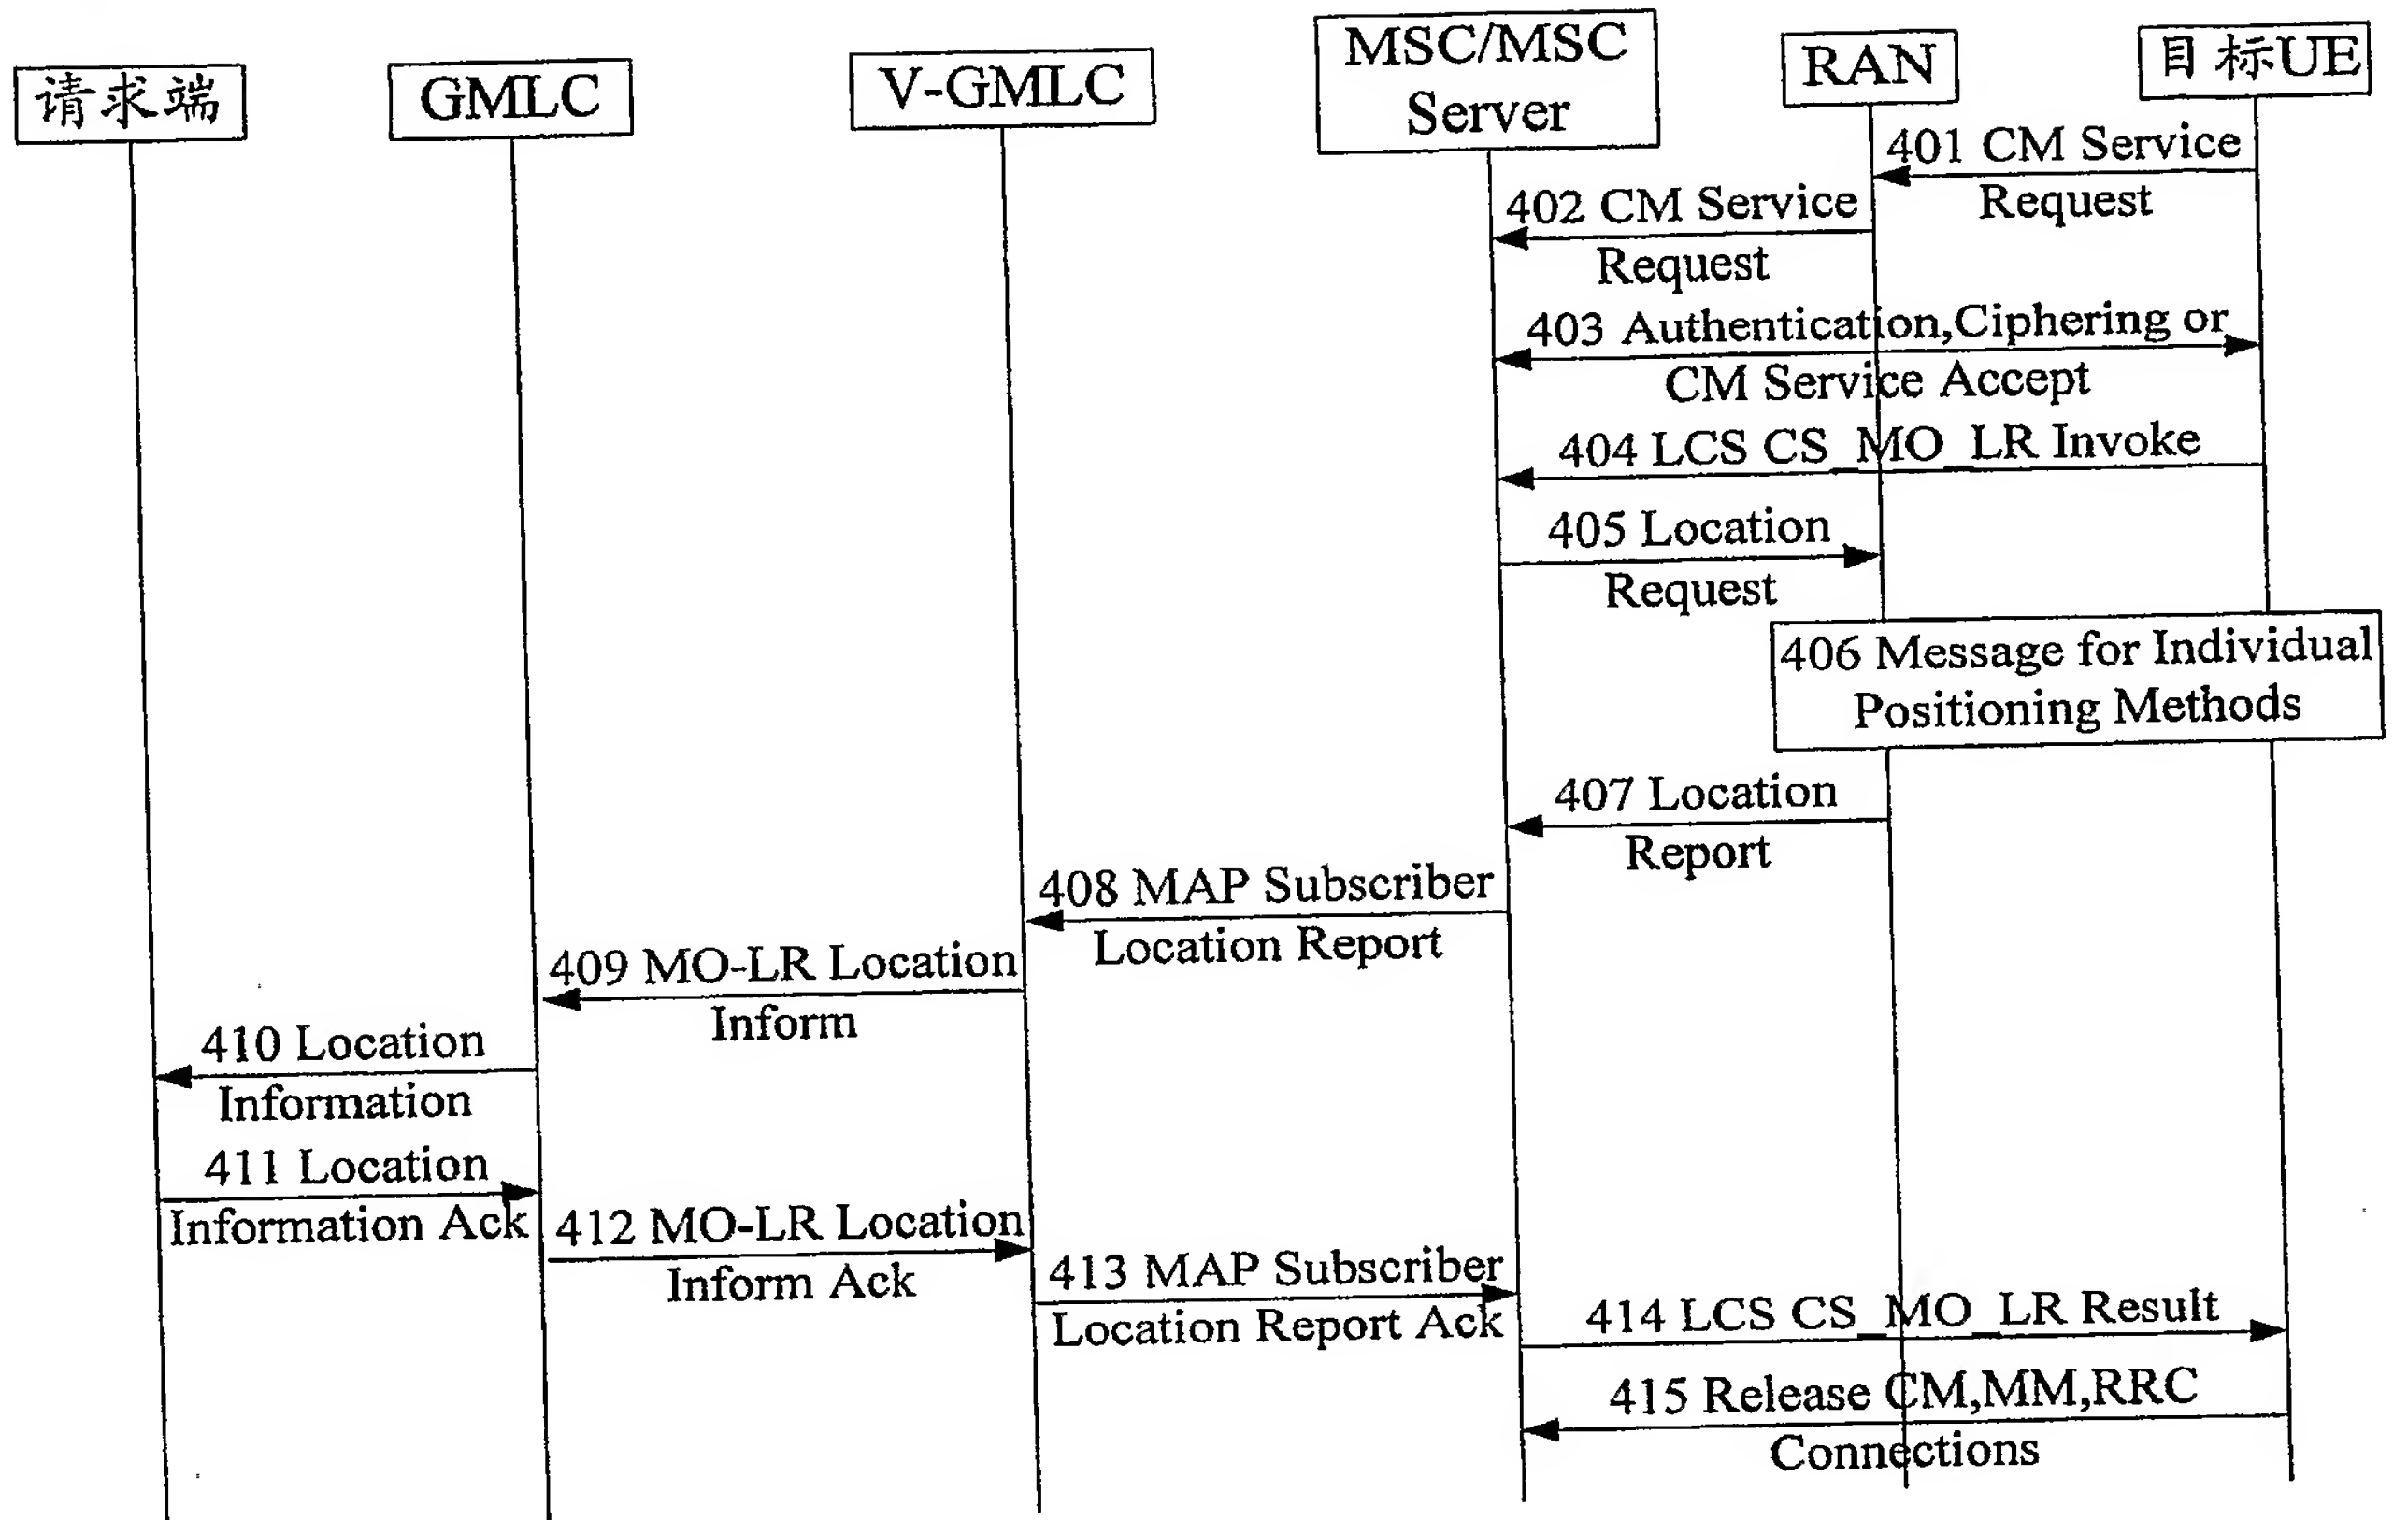 请求端
GMLC
V-GMLC
MSC/MSC
Server
RAN
目标UE
401 CM Service
Request
402 CM Service
Request
403 Authentication,Ciphering or
CM Service Accept
404 LCS CS_MO_LR Invoke
405 Location
Request
406 Message for Individual
Positioning Methods
407 Location
Report
408 MAP Subscriber
Location Report
409 MO-LR Location
Inform
410 Location
Information
411 Location
Information Ack
412 MO-LR Location
Inform Ack
413 MAP Subscriber
Location Report Ack
414 LCS CS_MO_LR Result
415 Release CM,MM,RRC
Connections